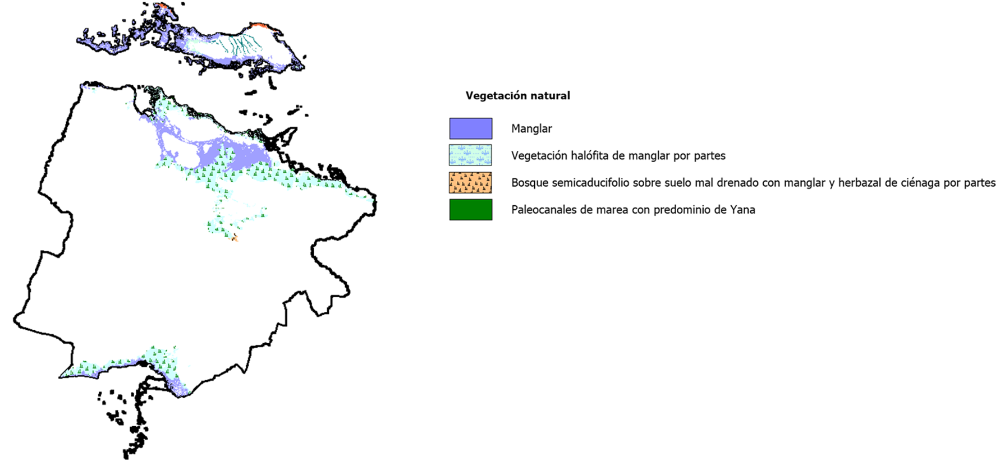 Vegetación natural
Manglar
Vegetación halófita de manglar por partes
Bosque semicaducifolio sobre suelo mal drenado con manglar y herbazal de ciénaga por partes
Paleocanales de marea con predominio de Yana